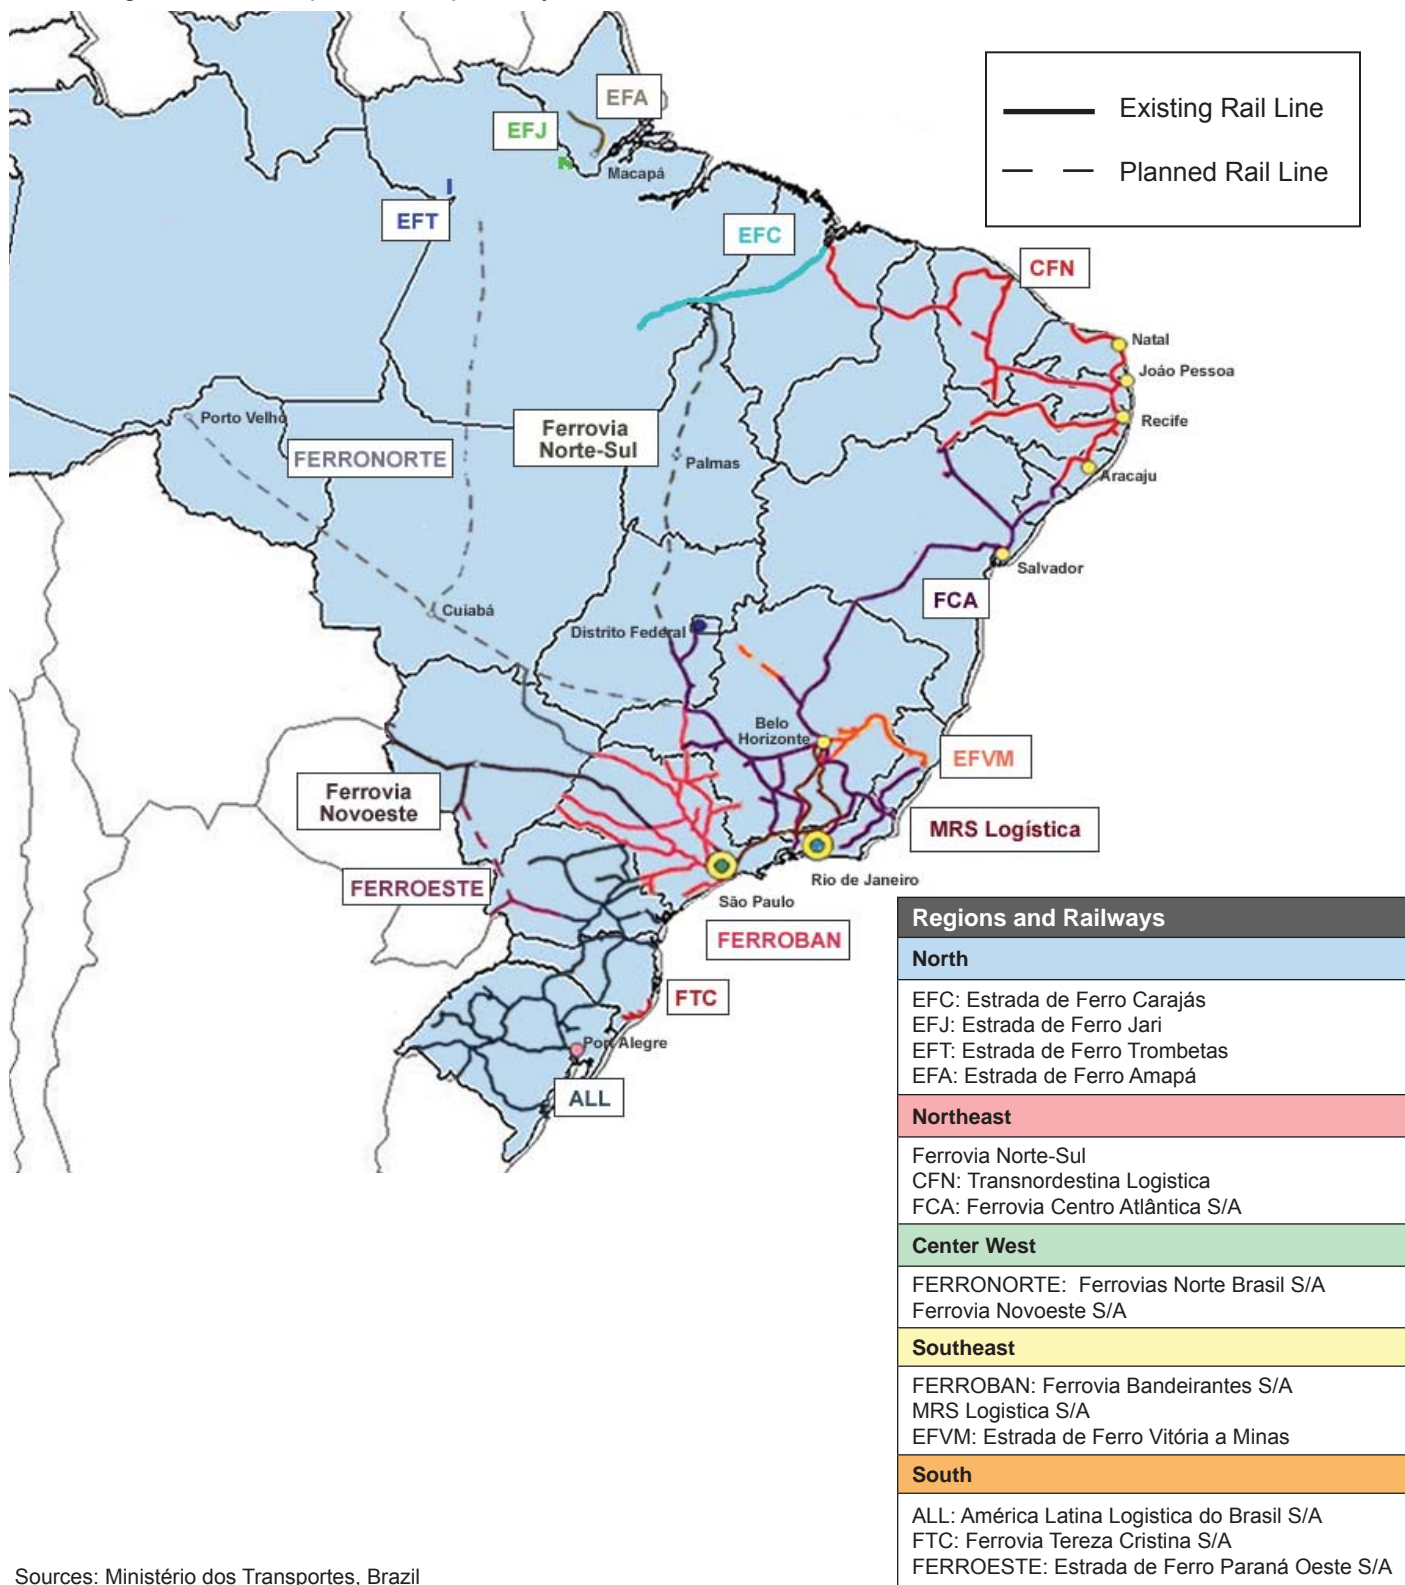 Existing Rail Line
Planned Rail Line
EFA
EFJ
Macapá
EFT
EFC
CFN
Natal
Joáo Pessoa
Recife
Aracaju
Porto Velho
FERRONORTE
Ferrovia
Norte-Sul
Palmas
Salvador
FCA
Cuiabá
Distrito Federal
Belo
Horizonte
EFVM
Ferrovia
Novoeste
MRS Logística
FERROESTE
Rio de Janeiro
São Paulo
FERROBAN
FTC
Port Alegre
ALL
Regions and Railways
North
EFC: Estrada de Ferro Carajás
EFJ: Estrada de Ferro Jari
EFT: Estrada de Ferro Trombetas
EFA: Estrada de Ferro Amapá
Northeast
Ferrovia Norte-Sul
CFN: Transnordestina Logistica
FCA: Ferrovia Centro Atlântica S/A
Center West
FERRONORTE: Ferrovias Norte Brasil S/A
Ferrovia Novoeste S/A
Southeast
FERROBAN: Ferrovia Bandeirantes S/A
MRS Logistica S/A
EFVM: Estrada de Ferro Vitória a Minas
South
ALL: América Latina Logistica do Brasil S/A
FTC: Ferrovia Tereza Cristina S/A
FERROESTE: Estrada de Ferro Paraná Oeste S/A
Sources: Ministério dos Transportes, Brazil